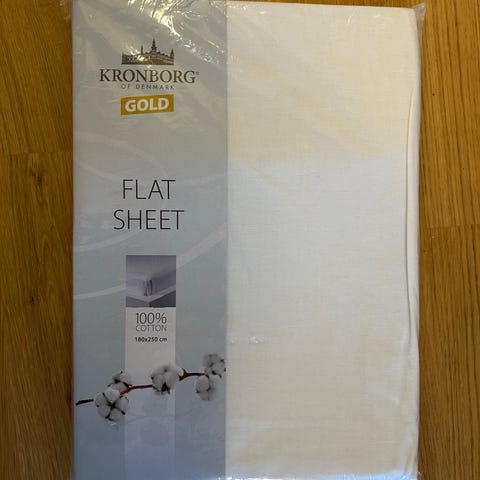 KRONBORG®
OF DENMARK
GOLD
FLAT
SHEET
100%
COTTON
180x250 cm